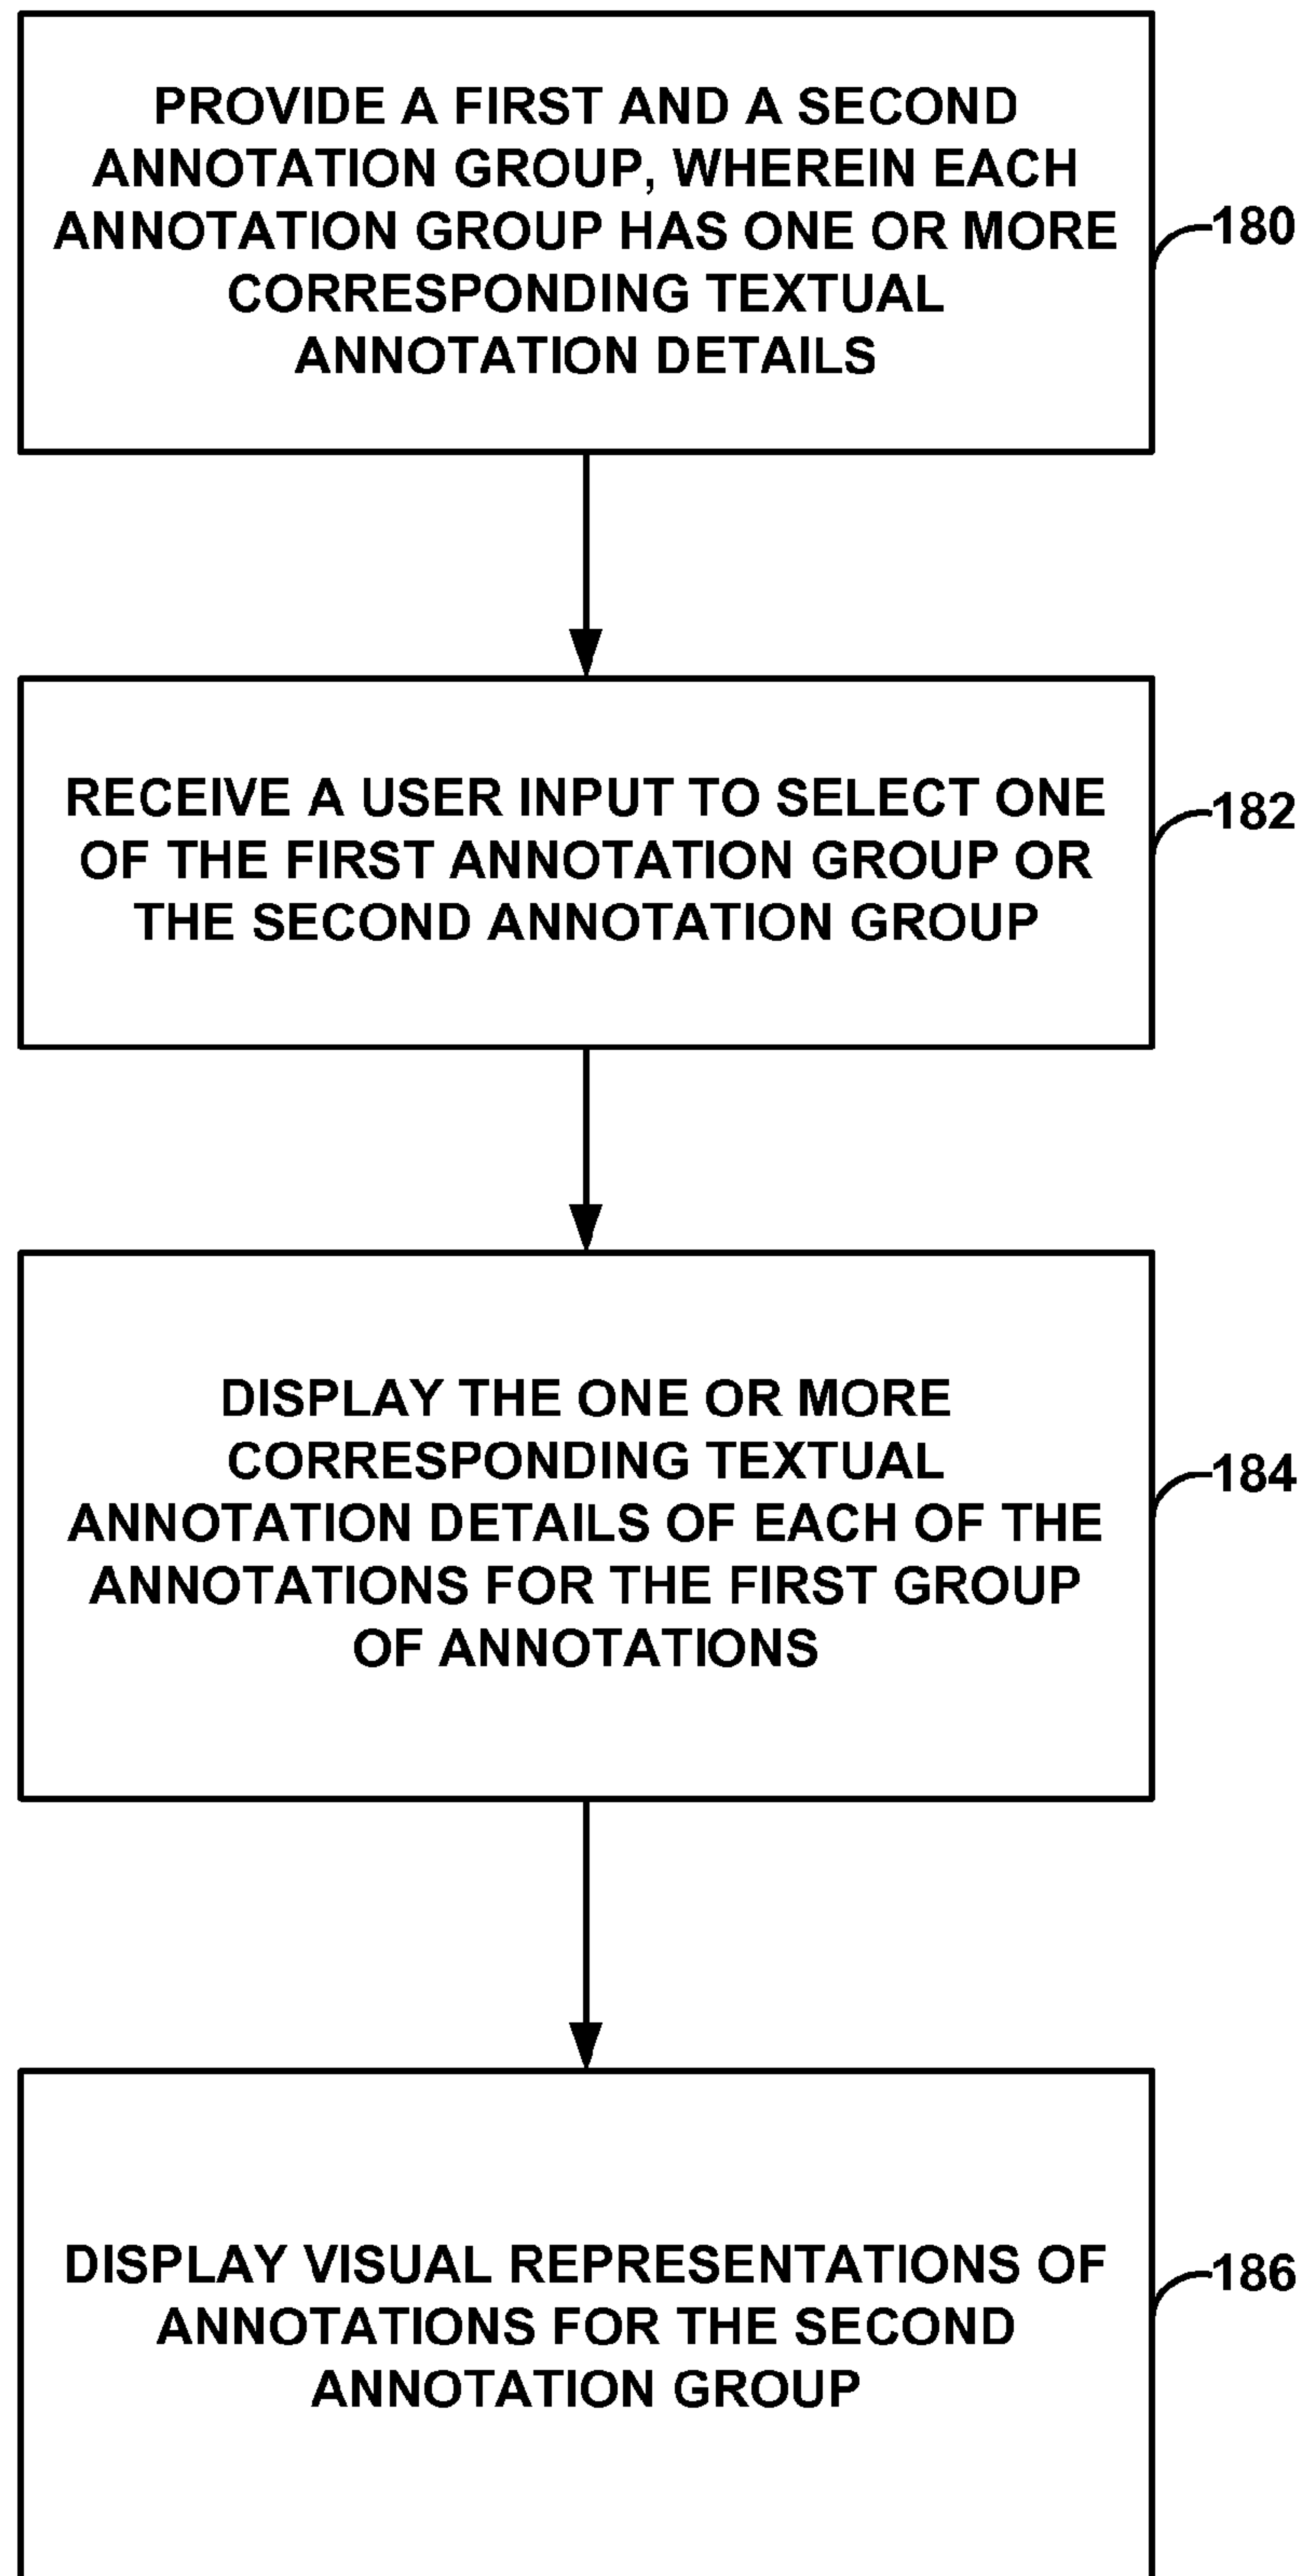 PROVIDE A FIRST AND A SECOND
ANNOTATION GROUP, WHEREIN EACH
ANNOTATION GROUP HAS ONE OR MORE
CORRESPONDING TEXTUAL
ANNOTATION DETAILS
180
RECEIVE A USER INPUT TO SELECT ONE
OF THE FIRST ANNOTATION GROUP OR
THE SECOND ANNOTATION GROUP
182
DISPLAY THE ONE OR MORE
CORRESPONDING TEXTUAL
ANNOTATION DETAILS OF EACH OF THE
ANNOTATIONS FOR THE FIRST GROUP
OF ANNOTATIONS
184
DISPLAY VISUAL REPRESENTATIONS OF
ANNOTATIONS FOR THE SECOND
ANNOTATION GROUP
186